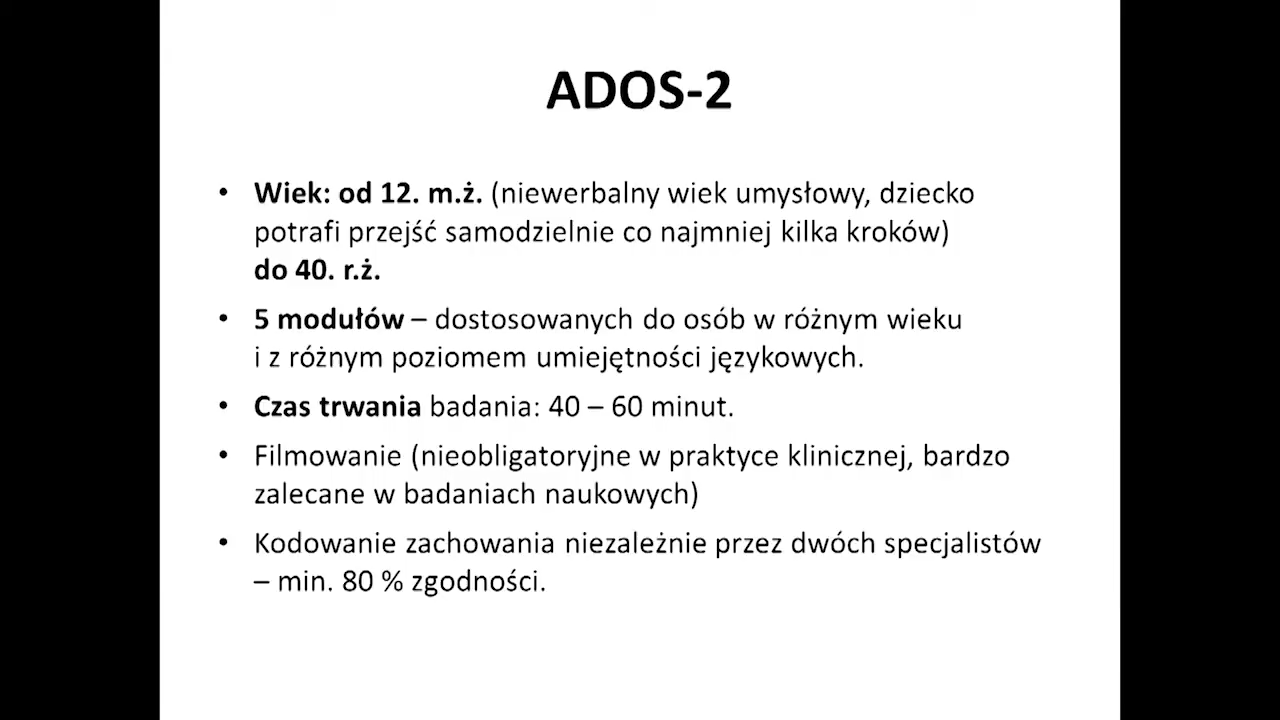 ADOS-2
• Wiek: od 12. m.ż. (niewerbalny wiek umysłowy, dziecko
potrafi przejść samodzielnie co najmniej kilka kroków)
do 40. r.ż.
• 5 modułów – dostosowanych do osób w różnym wieku
i z różnym poziomem umiejętności językowych.
• Czas trwania badania: 40 – 60 minut.
• Filmowanie (nieobligatoryjne w praktyce klinicznej, bardzo
zalecane w badaniach naukowych)
• Kodowanie zachowania niezależnie przez dwóch specjalistów
– min. 80 % zgodności.